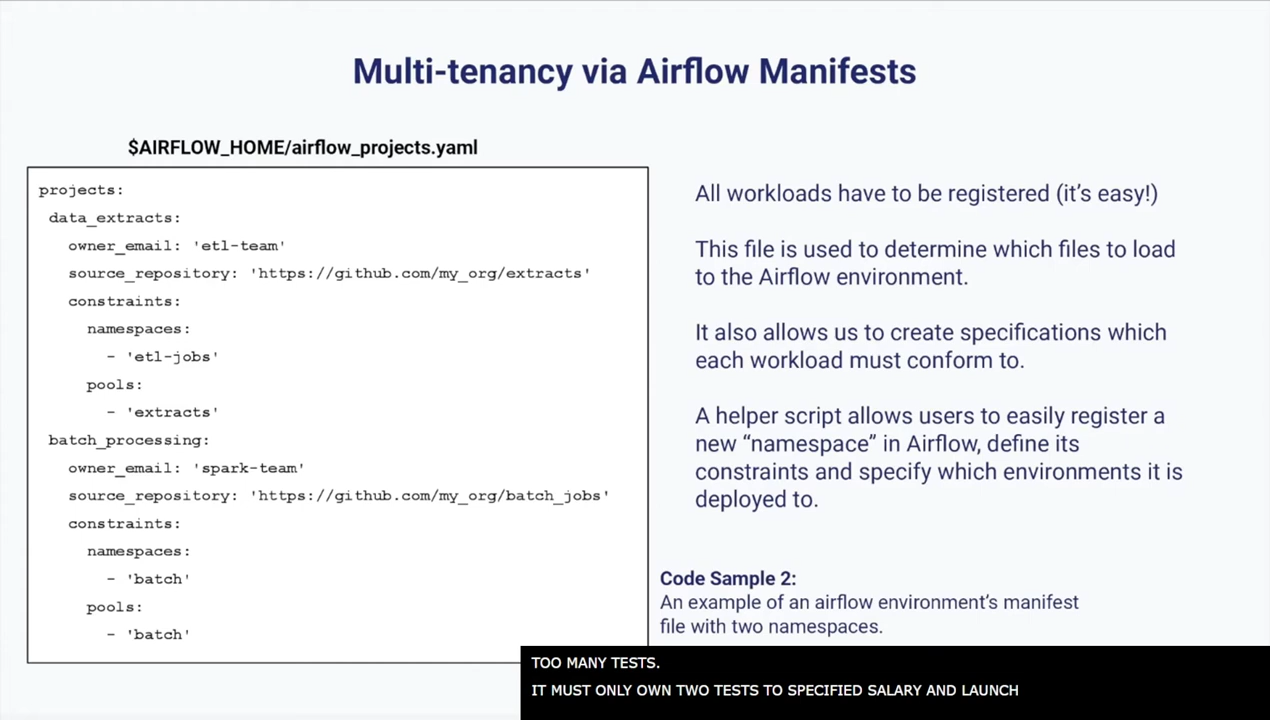 Multi-tenancy via Airflow Manifests
$AIRFLOW_HOME/airflow_projects.yaml
projects:
data_extracts:
owner_email: 'etl-team'
source_repository: 'https://github.com/my_org/extracts'
constraints:
namespaces:
- 'etl-jobs'
pools:
- 'extracts'
batch_processing:
owner_email: 'spark-team'
source_repository: 'https://github.com/my_org/batch_jobs'
constraints:
namespaces:
- 'batch'
pools:
- 'batch'
All workloads have to be registered (it's easy!)
This file is used to determine which files to load
to the Airflow environment.
It also allows us to create specifications which
each workload must conform to.
A helper script allows users to easily register a
new “namespace” in Airflow, define its
constraints and specify which environments it is
deployed to.
Code Sample 2:
An example of an airflow environment's manifest
file with two namespaces.
TOO MANY TESTS.
IT MUST ONLY OWN TWO TESTS TO SPECIFIED SALARY AND LAUNCH